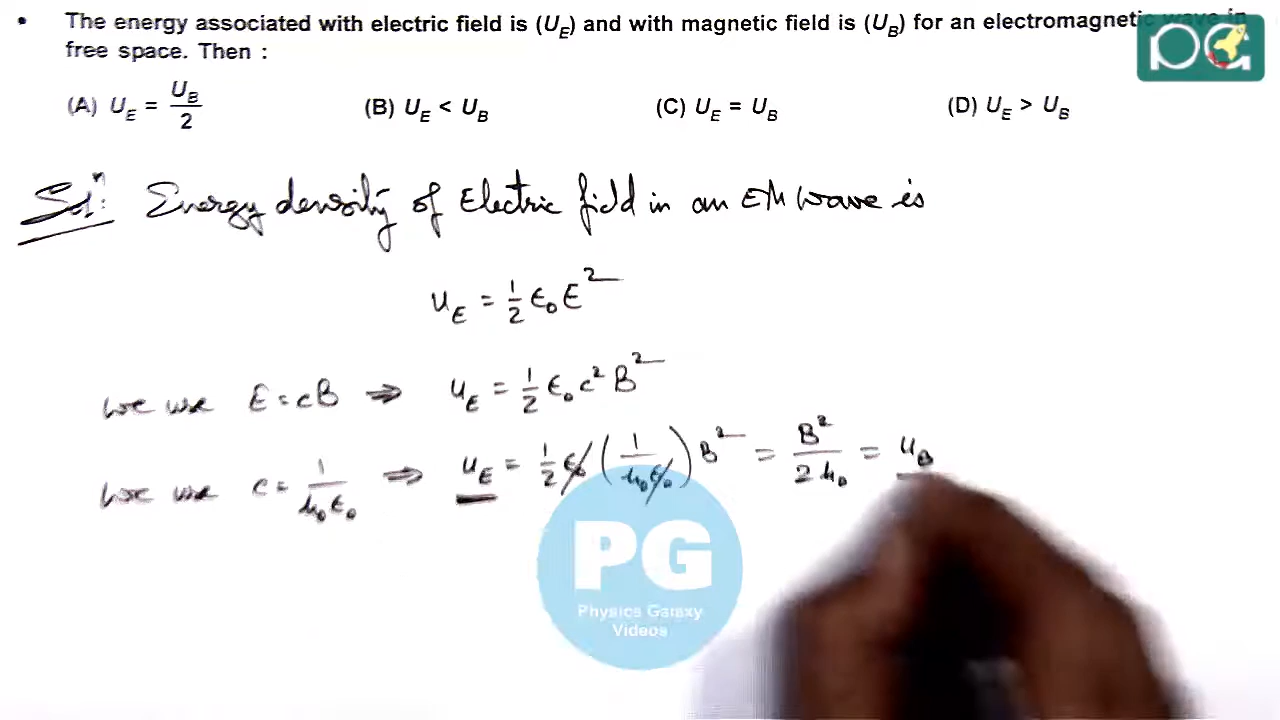 • The energy associated with electric field is (U_E) and with magnetic field is (U_B) for an electromagnetic wave in
free space. Then :
(A) U_E = U_B/2 (B) U_E < U_B (C) U_E = U_B (D) U_E > U_B
PG
Solⁿ: Energy density of Electric field in an EM wave is
u_E = 1/2 ε₀E²
we use E = cB ⇒ u_E = 1/2 ε₀c²B²
we use c = 1/μ₀ε₀ ⇒ u_E = 1/2 ε₀(1/μ₀ε₀)B² = B²/2μ₀ = u_B
PG
Physics Galaxy
Videos